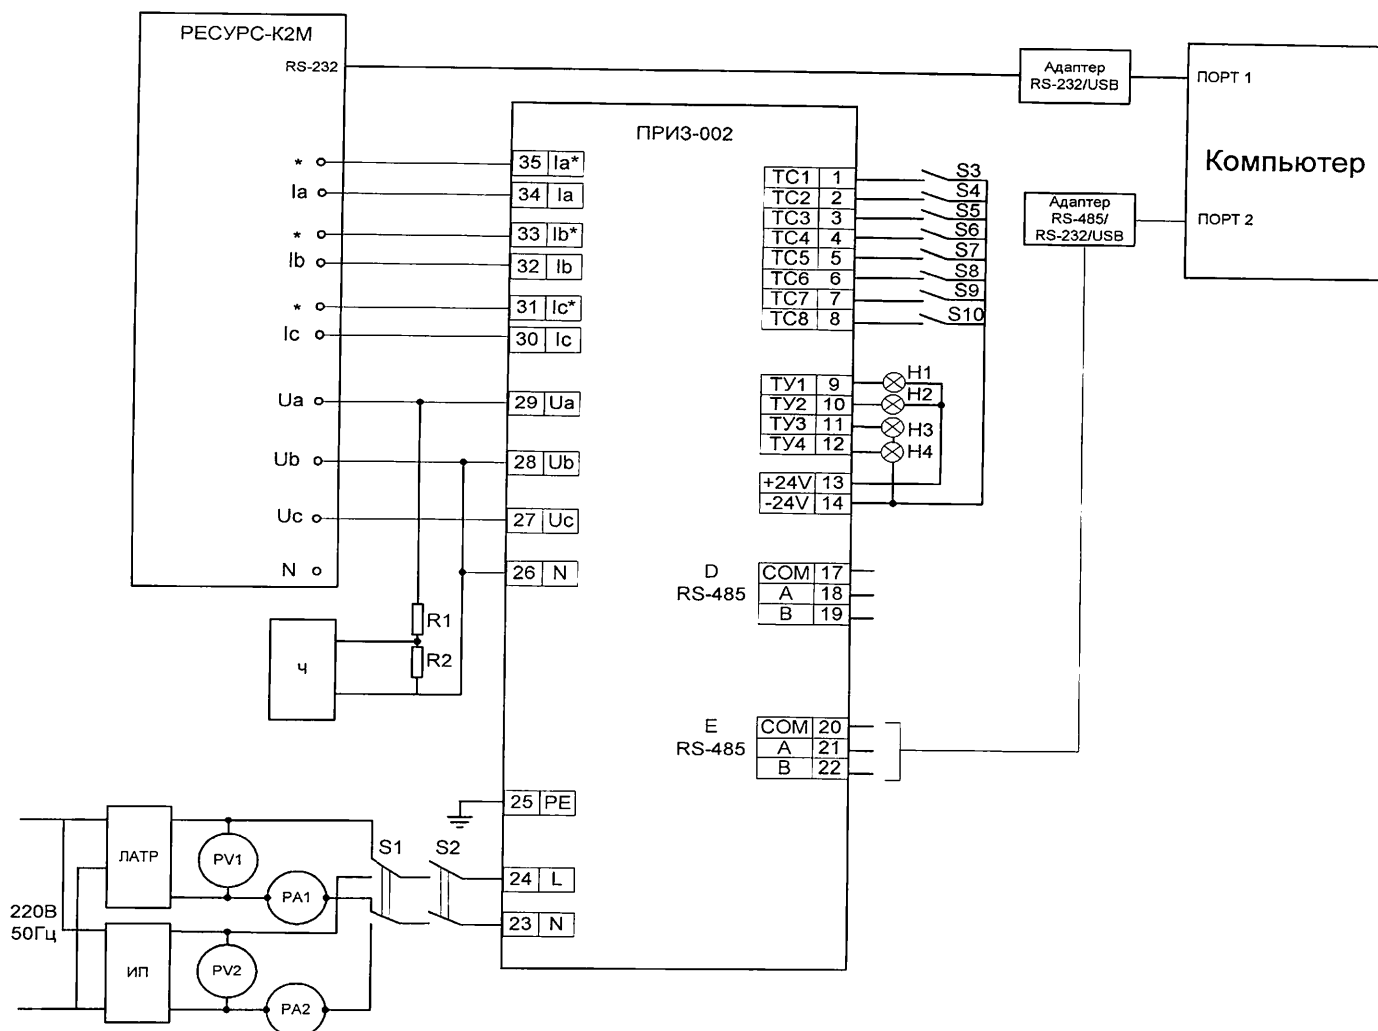 РЕСУРС-К2М
RS-232
*
Ia
*
Ib
*
Ic
Ua
Ub
Uc
N
ПРИЗ-002
35 Ia*
34 Ia
33 Ib*
32 Ib
31 Ic*
30 Ic
29 Ua
28 Ub
27 Uc
26 N
25 PE
24 L
23 N
ТС1 1
ТС2 2
ТС3 3
ТС4 4
ТС5 5
ТС6 6
ТС7 7
ТС8 8
S3
S4
S5
S6
S7
S8
S9
S10
ТУ1 9
ТУ2 10
ТУ3 11
ТУ4 12
+24V 13
-24V 14
H1
H2
H3
H4
D
RS-485
COM 17
A 18
B 19
E
RS-485
COM 20
A 21
B 22
Адаптер
RS-232/USB
Адаптер
RS-485/
RS-232/USB
ПОРТ 1
Компьютер
ПОРТ 2
R1
R2
Ч
220В
50Гц
ЛАТР
ИП
PV1
PA1
PV2
PA2
S1
S2